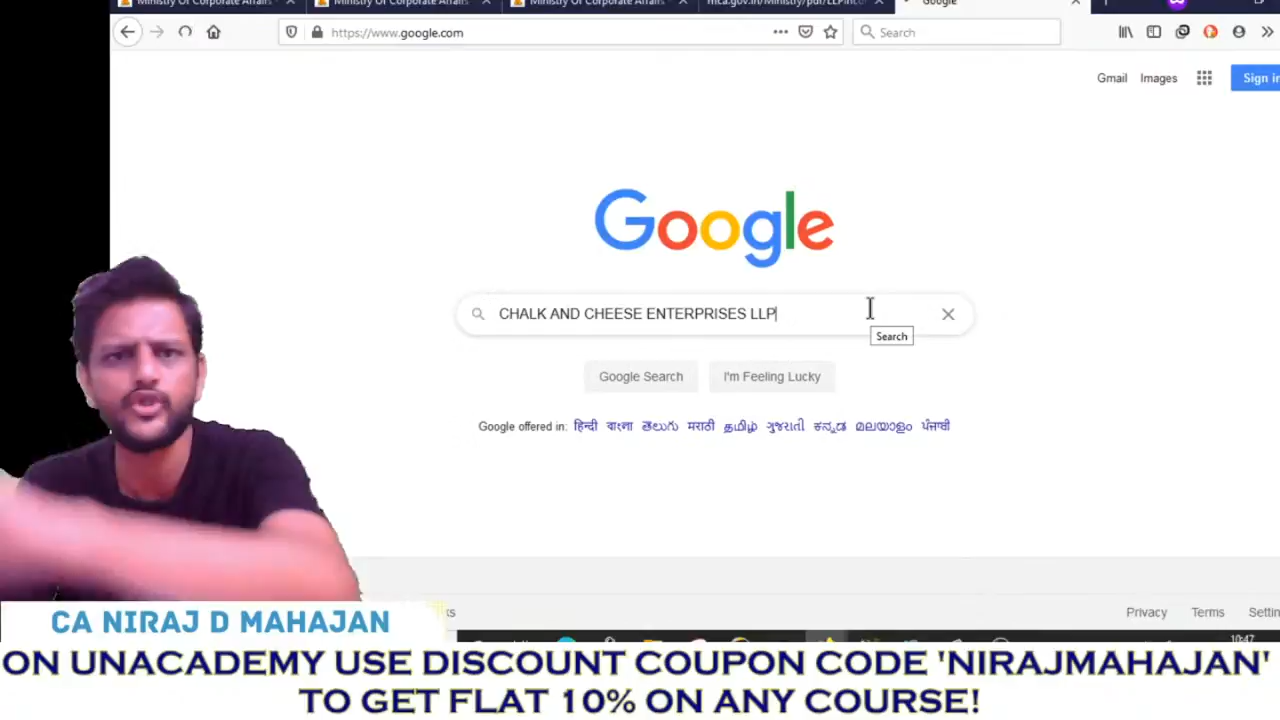 Ministry Of Corporate Affairs
Ministry Of Corporate Affairs
Ministry Of Corporate Affairs
mca.gov.in/Ministry/pdf/LLPInco
Google
https://www.google.com
Search
Gmail Images Sign in
Google
CHALK AND CHEESE ENTERPRISES LLP
Search
Google Search I'm Feeling Lucky
Google offered in: हिन्दी বাংলা తెలుగు मराठी தமிழ் ગુજરાતી ಕನ್ನಡ മലയാളം ਪੰਜਾਬੀ
Privacy Terms
10:47
CA NIRAJ D MAHAJAN
ON UNACADEMY USE DISCOUNT COUPON CODE 'NIRAJMAHAJAN'
TO GET FLAT 10% ON ANY COURSE!